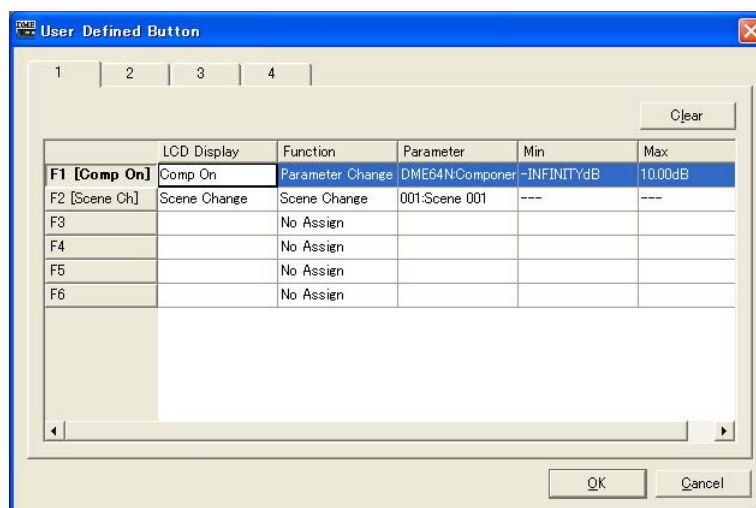 DME
User Defined Button
1 2 3 4
Clear
LCD Display Function Parameter Min Max
F1 [Comp On] Comp On Parameter Change DME64N:Componer -INFINITYdB 10.00dB
F2 [Scene Ch] Scene Change Scene Change 001:Scene 001 --- ---
F3 No Assign
F4 No Assign
F5 No Assign
F6 No Assign
OK Cancel